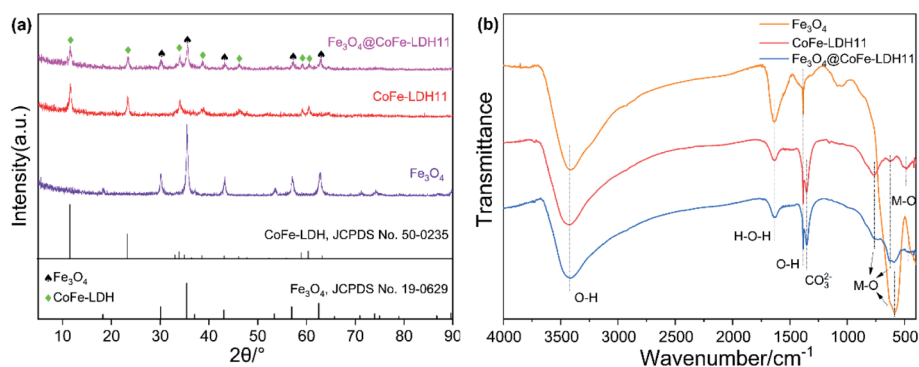 (a)
♠Fe₃O₄
♦CoFe-LDH
Fe₃O₄@CoFe-LDH11
CoFe-LDH11
Fe₃O₄
CoFe-LDH, JCPDS No. 50-0235
Fe₃O₄, JCPDS No. 19-0629
Intensity(a.u.)
10 20 30 40 50 60 70 80 90
2θ/°
(b)
Fe₃O₄
CoFe-LDH11
Fe₃O₄@CoFe-LDH11
Transmittance
O-H
H-O-H
O-H
CO₃²⁻
M-O
M-O
4000 3500 3000 2500 2000 1500 1000 500
Wavenumber/cm⁻¹